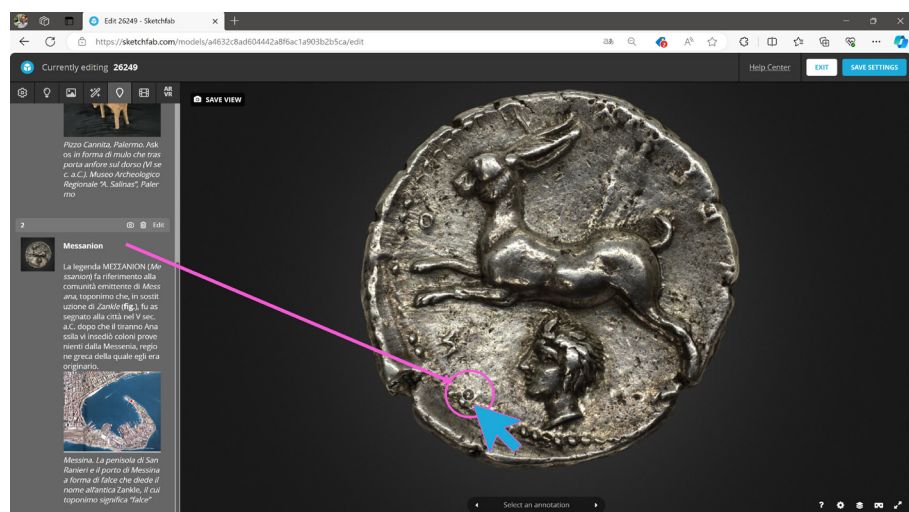 Edit 26249 - Sketchfab
https://sketchfab.com/models/a4632c8ad604442a8f6ac1a903b2b5ca/edit
Currently editing 26249
Help Center
EXIT
SAVE SETTINGS
AR
VR
SAVE VIEW
Pizzo Cannita, Palermo. Ask
os in forma di mulo che tras
porta anfore sul dorso (VI se
c. a.C.). Museo Archeologico
Regionale "A. Salinas", Paler
mo
2
Edit
Messanion
La legenda ΜΕΣΣΑΝΙΟΝ (Me
ssanion) fa riferimento alla
comunità emittente di Mess
ana, toponimo che, in sostit
uzione di Zankle (fig.), fu as
segnato alla città nel V sec.
a.C. dopo che il tiranno Ana
ssila vi insediò coloni prove
nienti dalla Messenia, regio
ne greca della quale egli era
originario.
Messina. La penisola di San
Ranieri e il porto di Messina
a forma di falce che diede il
nome all'antica Zankle, il cui
toponimo significa "falce"
Select an annotation